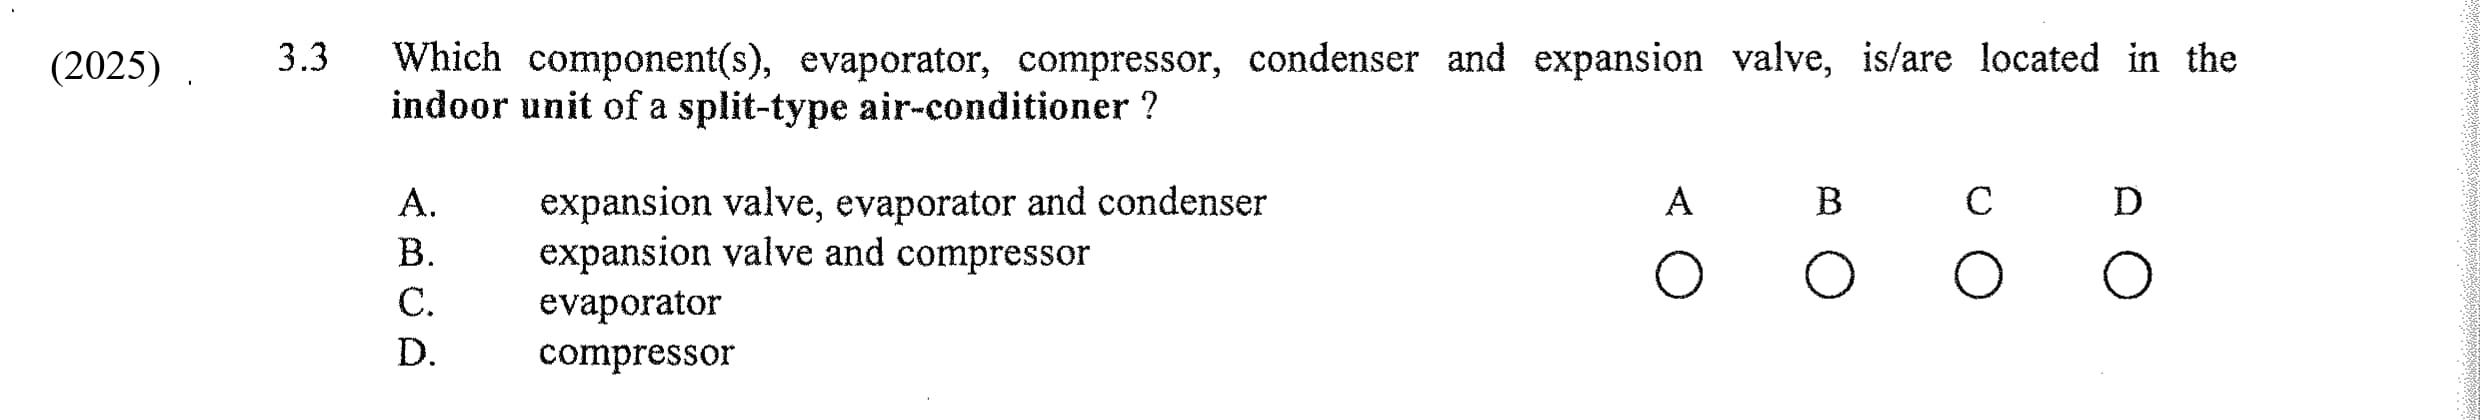 (2025) . 3.3 Which component(s), evaporator, compressor, condenser and expansion valve, is/are located in the
indoor unit of a split-type air-conditioner ?
A. expansion valve, evaporator and condenser A B C D
B. expansion valve and compressor
C. evaporator
D. compressor